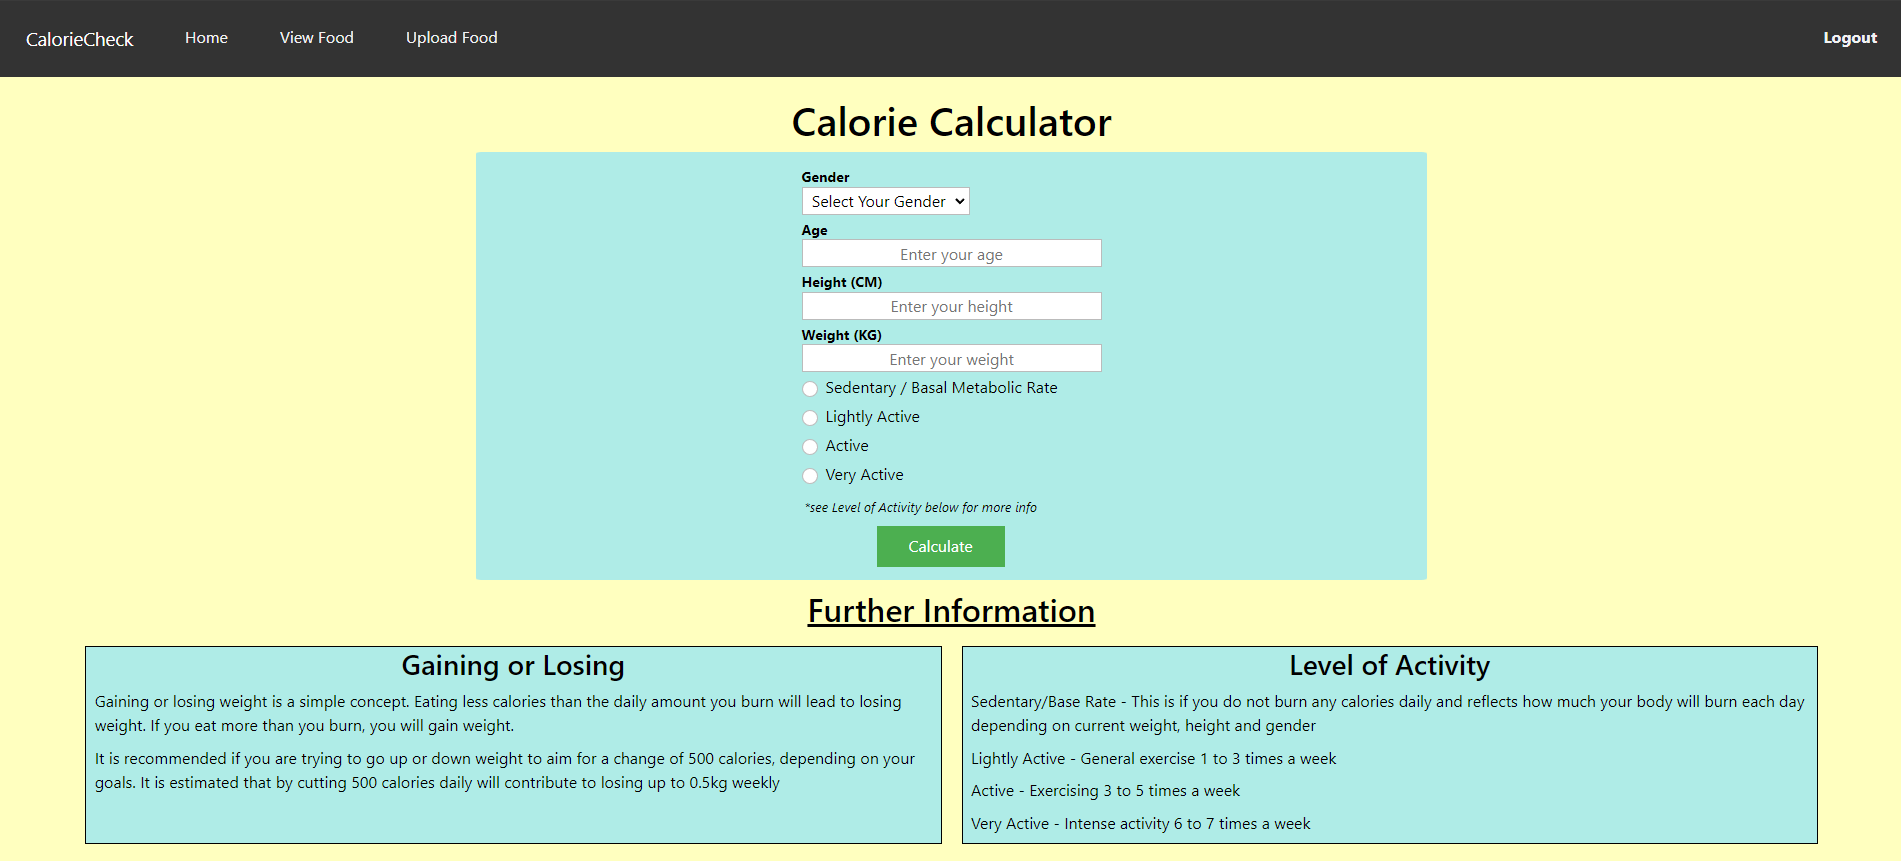 CalorieCheck Home View Food Upload Food Logout
Calorie Calculator
Gender
Select Your Gender
Age
Enter your age
Height (CM)
Enter your height
Weight (KG)
Enter your weight
Sedentary / Basal Metabolic Rate
Lightly Active
Active
Very Active
*see Level of Activity below for more info
Calculate
Further Information
Gaining or Losing
Gaining or losing weight is a simple concept. Eating less calories than the daily amount you burn will lead to losing
weight. If you eat more than you burn, you will gain weight.
It is recommended if you are trying to go up or down weight to aim for a change of 500 calories, depending on your
goals. It is estimated that by cutting 500 calories daily will contribute to losing up to 0.5kg weekly
Level of Activity
Sedentary/Base Rate - This is if you do not burn any calories daily and reflects how much your body will burn each day
depending on current weight, height and gender
Lightly Active - General exercise 1 to 3 times a week
Active - Exercising 3 to 5 times a week
Very Active - Intense activity 6 to 7 times a week